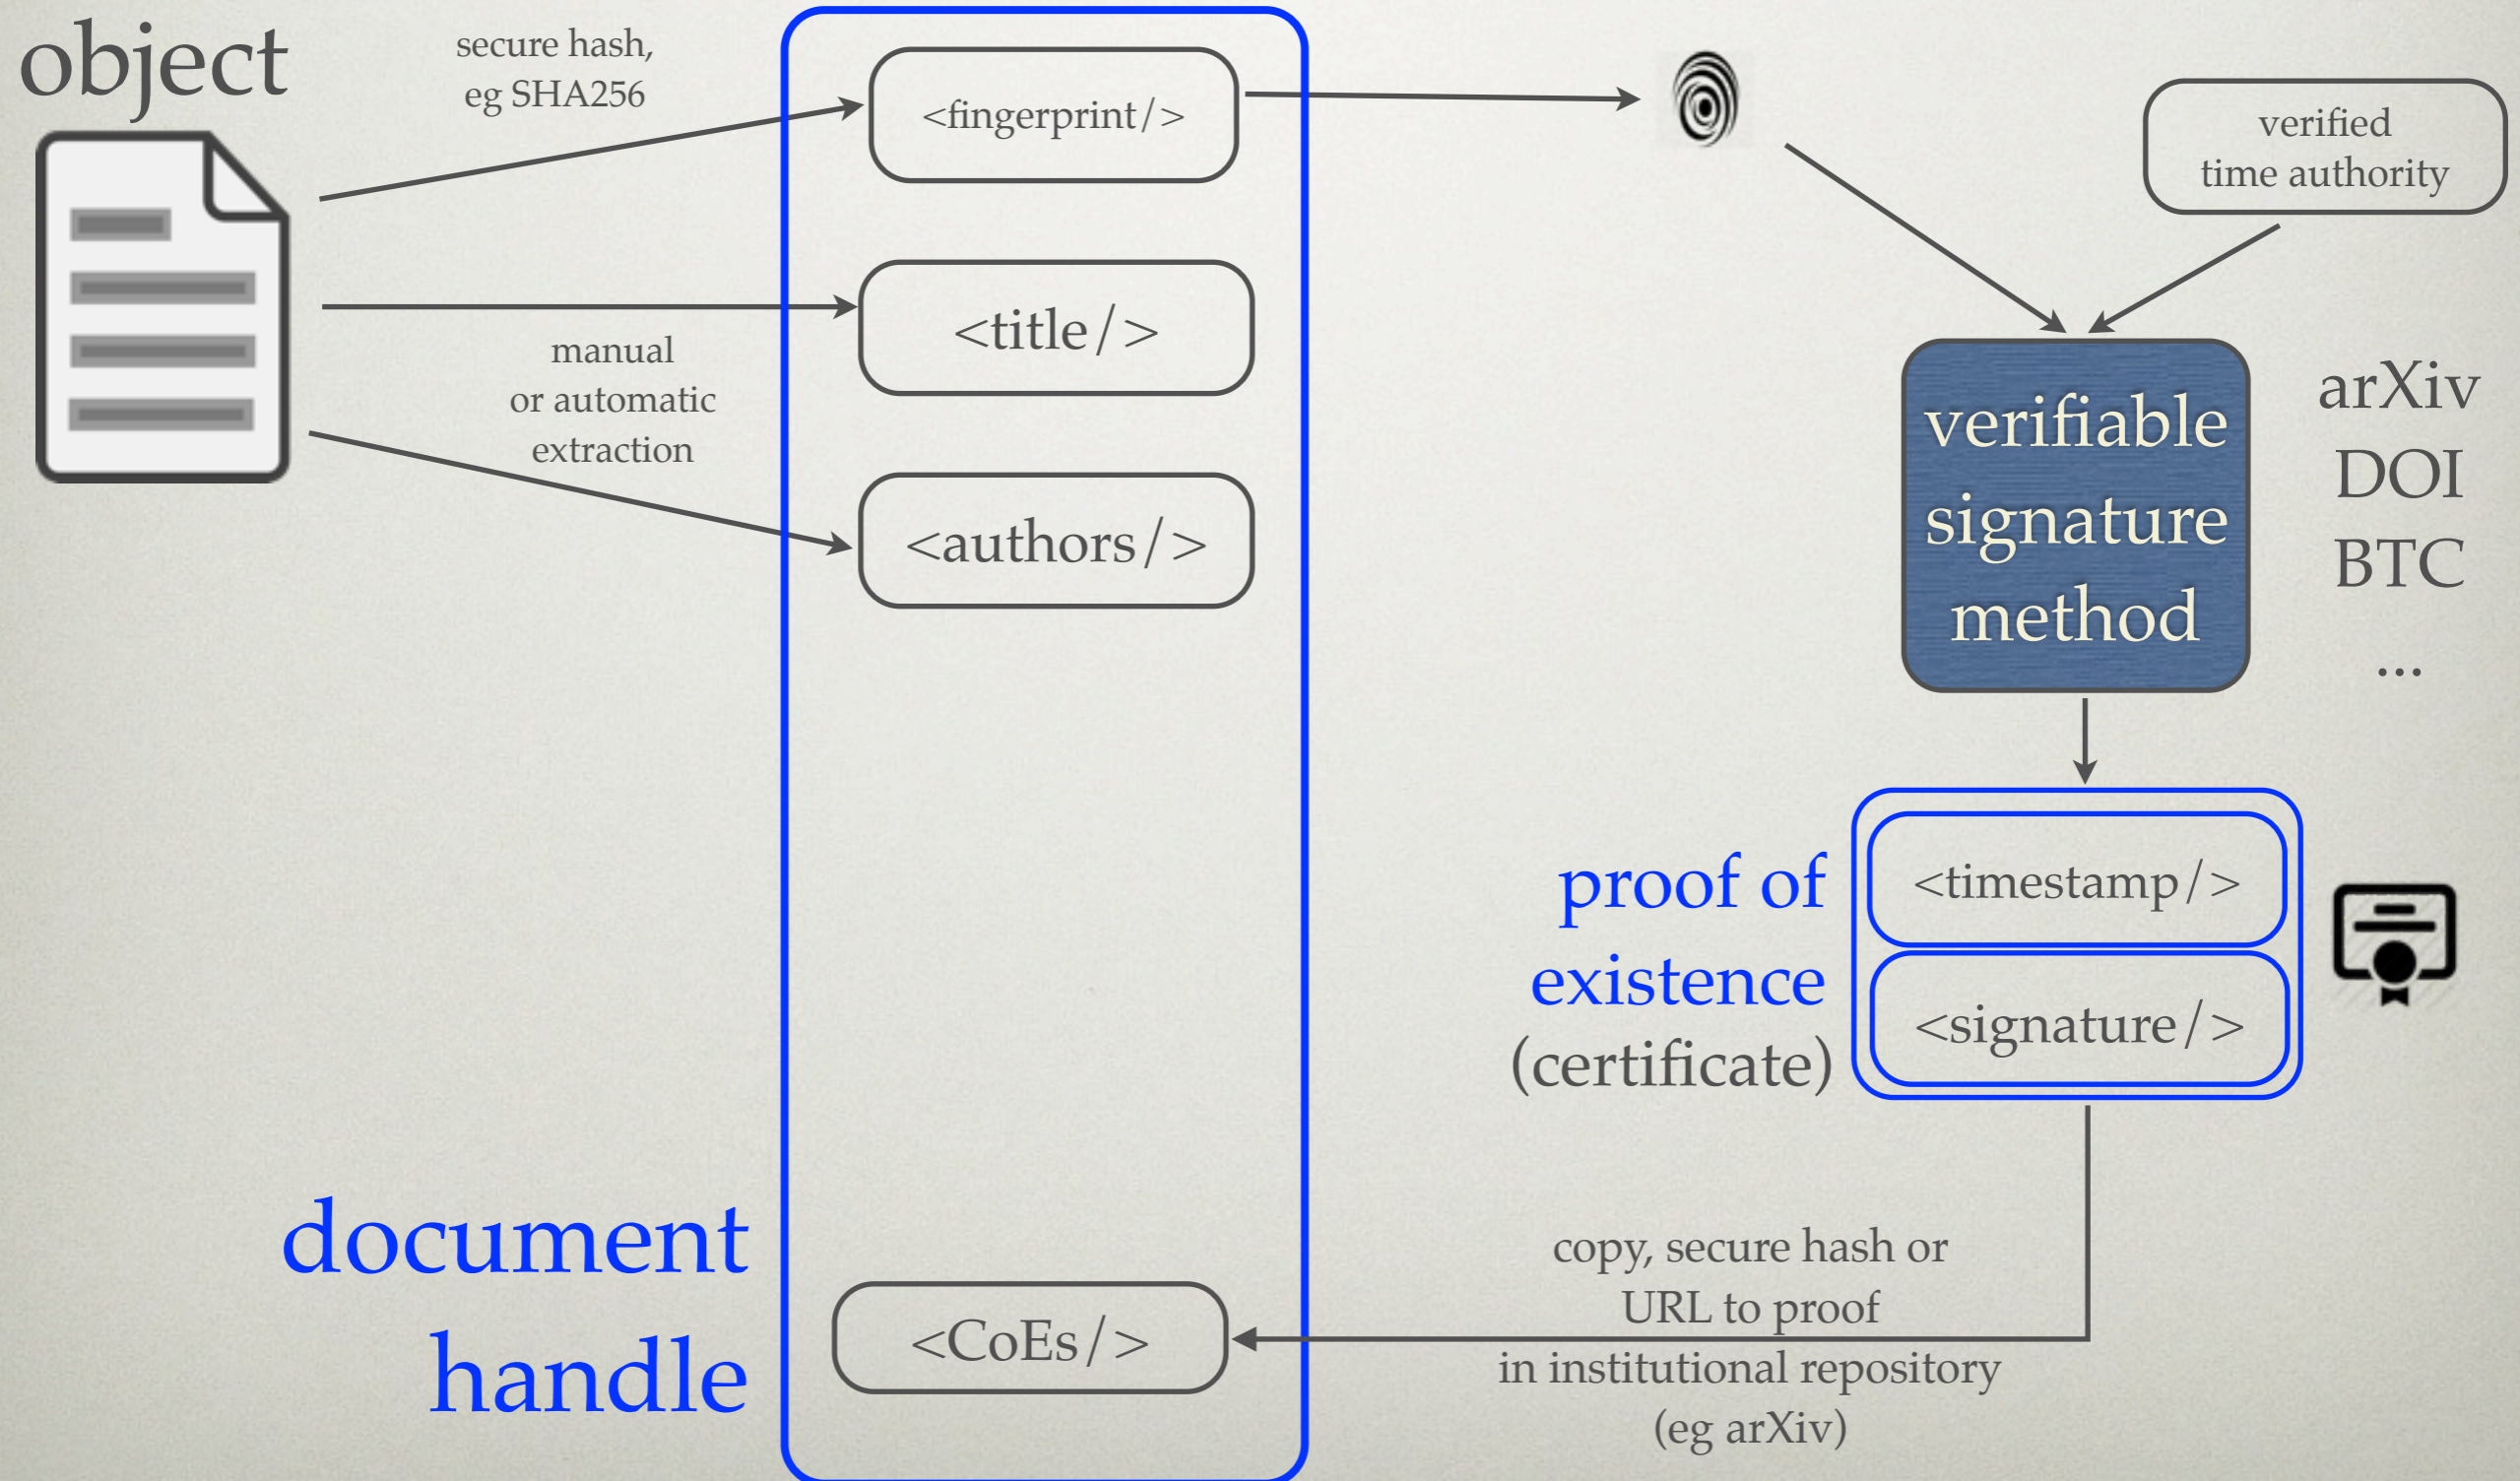 object
secure hash,
eg SHA256
<fingerprint/>
verified
time authority
<title/>
manual
or automatic
extraction
<authors/>
verifiable
signature
method
arXiv
DOI
BTC
...
proof of
existence
(certificate)
<timestamp/>
<signature/>
document
handle
<CoEs/>
copy, secure hash or
URL to proof
in institutional repository
(eg arXiv)